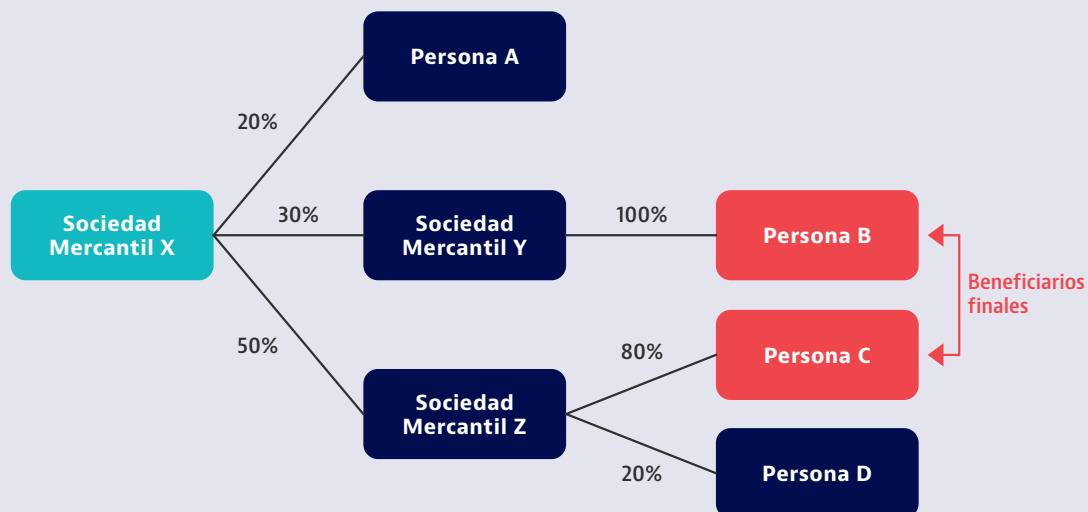 Persona A
20%
Sociedad
Mercantil X
30%
Sociedad
Mercantil Y
100%
Persona B
Beneficiarios
finales
50%
80%
Persona C
Sociedad
Mercantil Z
20%
Persona D